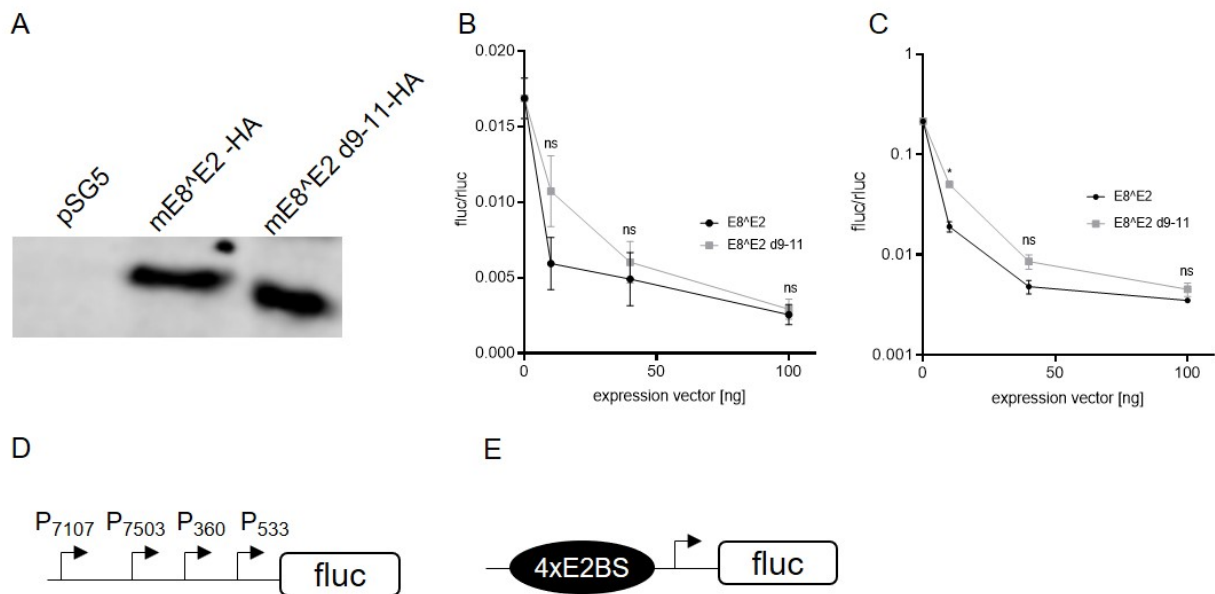 A
pSG5
mE8^E2 -HA
mE8^E2 d9-11-HA
B
fluc/rluc
0.020
0.015
0.010
0.005
0.000
ns
ns
ns
E8^E2
E8^E2 d9-11
0
50
100
expression vector [ng]
C
fluc/rluc
1
0.1
0.01
0.001
*
ns
ns
E8^E2
E8^E2 d9-11
0
50
100
expression vector [ng]
D
P7107 P7503 P360 P533
fluc
E
4xE2BS
fluc